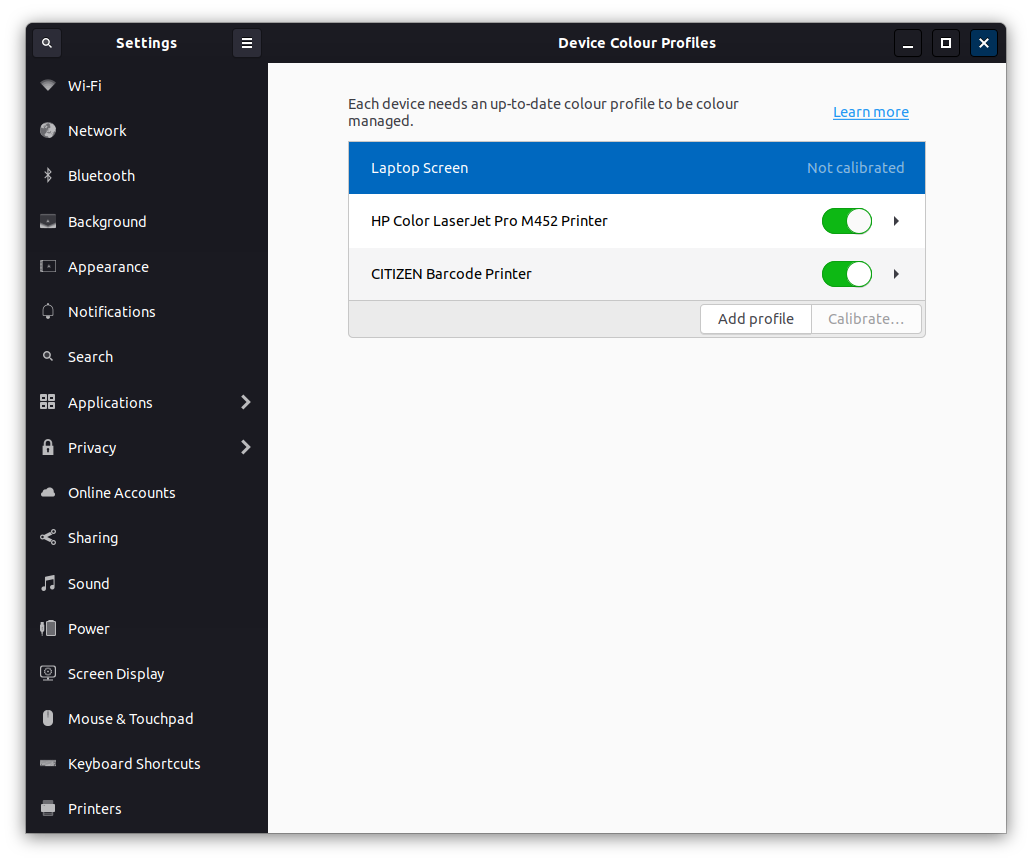 Settings
Device Colour Profiles
Wi-Fi
Network
Bluetooth
Background
Appearance
Notifications
Search
Applications
Privacy
Online Accounts
Sharing
Sound
Power
Screen Display
Mouse & Touchpad
Keyboard Shortcuts
Printers
Each device needs an up-to-date colour profile to be colour
managed.
Learn more
Laptop Screen Not calibrated
HP Color LaserJet Pro M452 Printer
CITIZEN Barcode Printer
Add profile Calibrate…